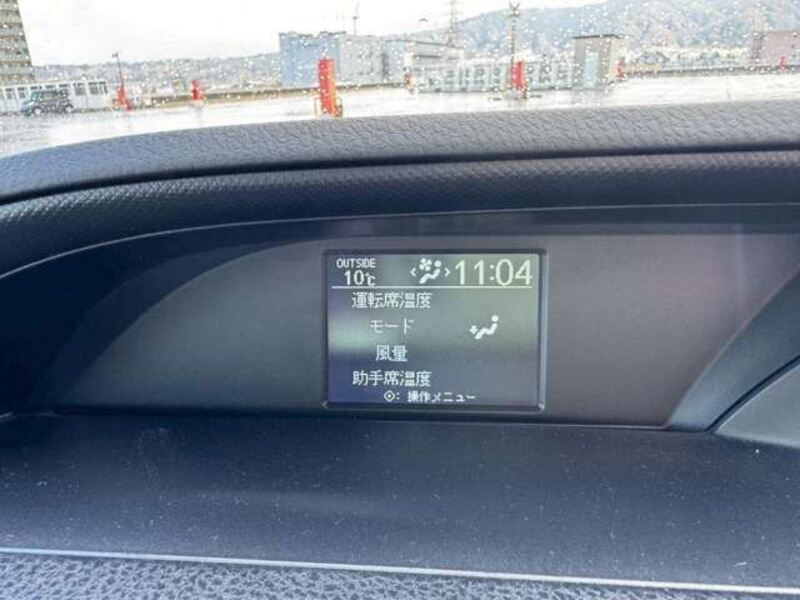 OUTSIDE
10℃ 11:04
運転席温度
モード
風量
助手席温度
◎: 操作メニュー